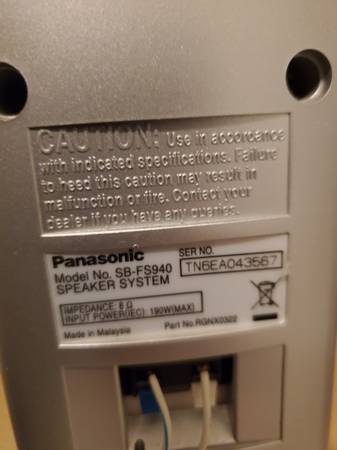 CAUTION: Use in accordance
with indicated specifications. Failure
to heed this caution may result in
malfunction or fire. Contact your
dealer if you have any queries.
Panasonic
SER NO.
Model No. SB-FS940
TN6EA043567
SPEAKER SYSTEM
IMPEDANCE: 6 Ω
INPUT POWER(IEC) 190W(MAX)
Made in Malaysia
Part No.RGNX0322